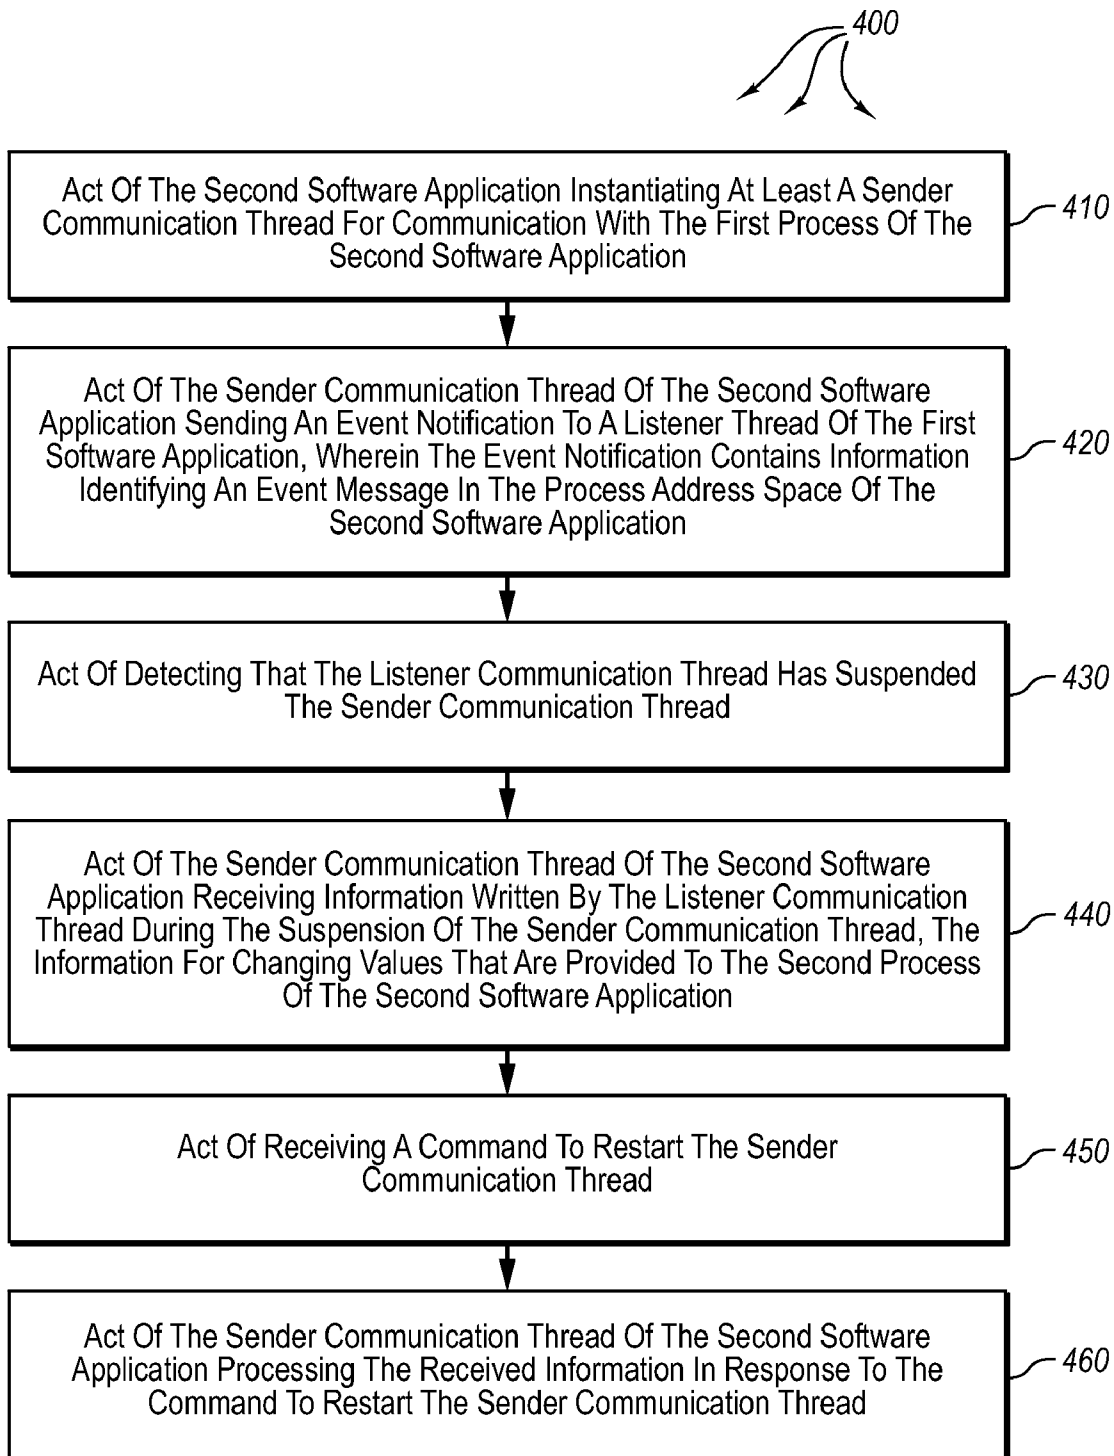 400
Act Of The Second Software Application Instantiating At Least A Sender
Communication Thread For Communication With The First Process Of The
Second Software Application
410
Act Of The Sender Communication Thread Of The Second Software
Application Sending An Event Notification To A Listener Thread Of The First
Software Application, Wherein The Event Notification Contains Information
Identifying An Event Message In The Process Address Space Of The
Second Software Application
420
Act Of Detecting That The Listener Communication Thread Has Suspended
The Sender Communication Thread
430
Act Of The Sender Communication Thread Of The Second Software
Application Receiving Information Written By The Listener Communication
Thread During The Suspension Of The Sender Communication Thread, The
Information For Changing Values That Are Provided To The Second Process
Of The Second Software Application
440
Act Of Receiving A Command To Restart The Sender
Communication Thread
450
Act Of The Sender Communication Thread Of The Second Software
Application Processing The Received Information In Response To The
Command To Restart The Sender Communication Thread
460